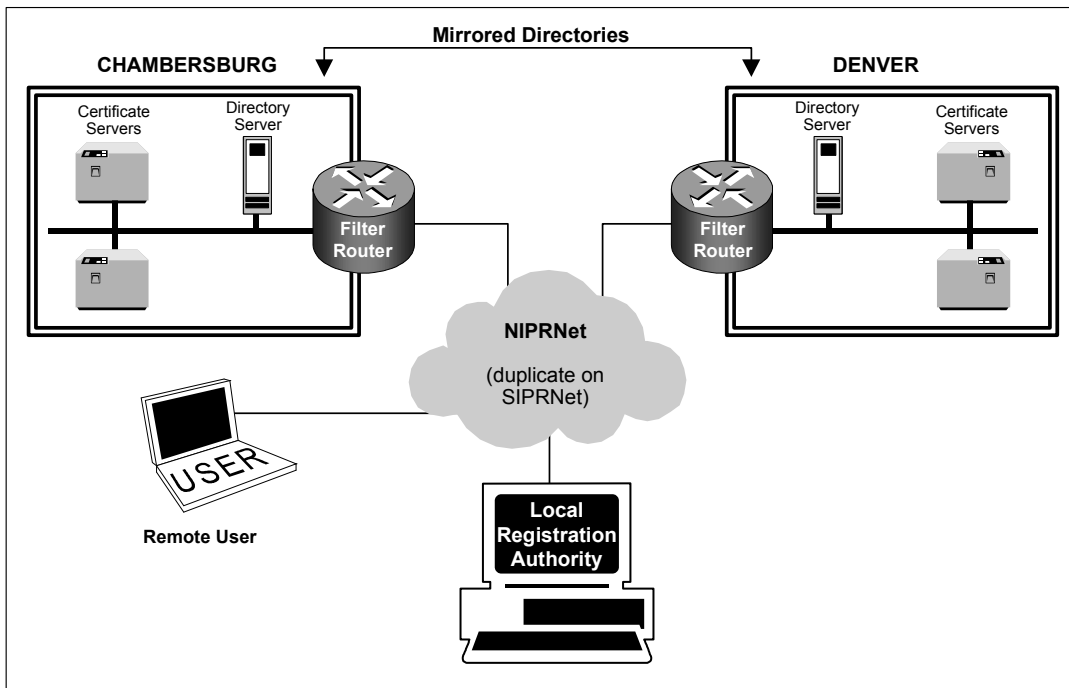 Mirrored Directories
CHAMBERSBURG
DENVER
Certificate
Servers
Directory
Server
Directory
Server
Certificate
Servers
Filter
Router
Filter
Router
NIPRNet
(duplicate on
SIPRNet)
USER
Remote User
Local
Registration
Authority